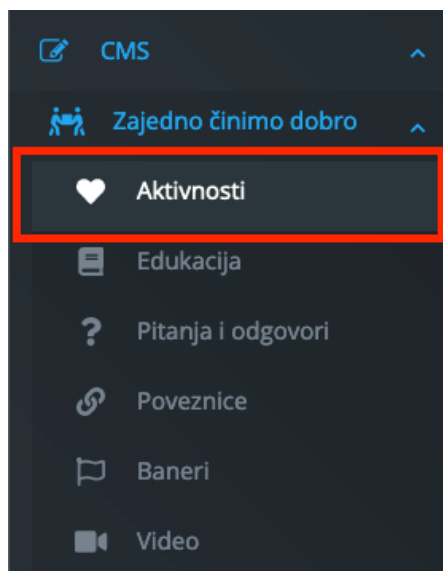 CMS
Zajedno činimo dobro
Aktivnosti
Edukacija
Pitanja i odgovori
Poveznice
Baneri
Video